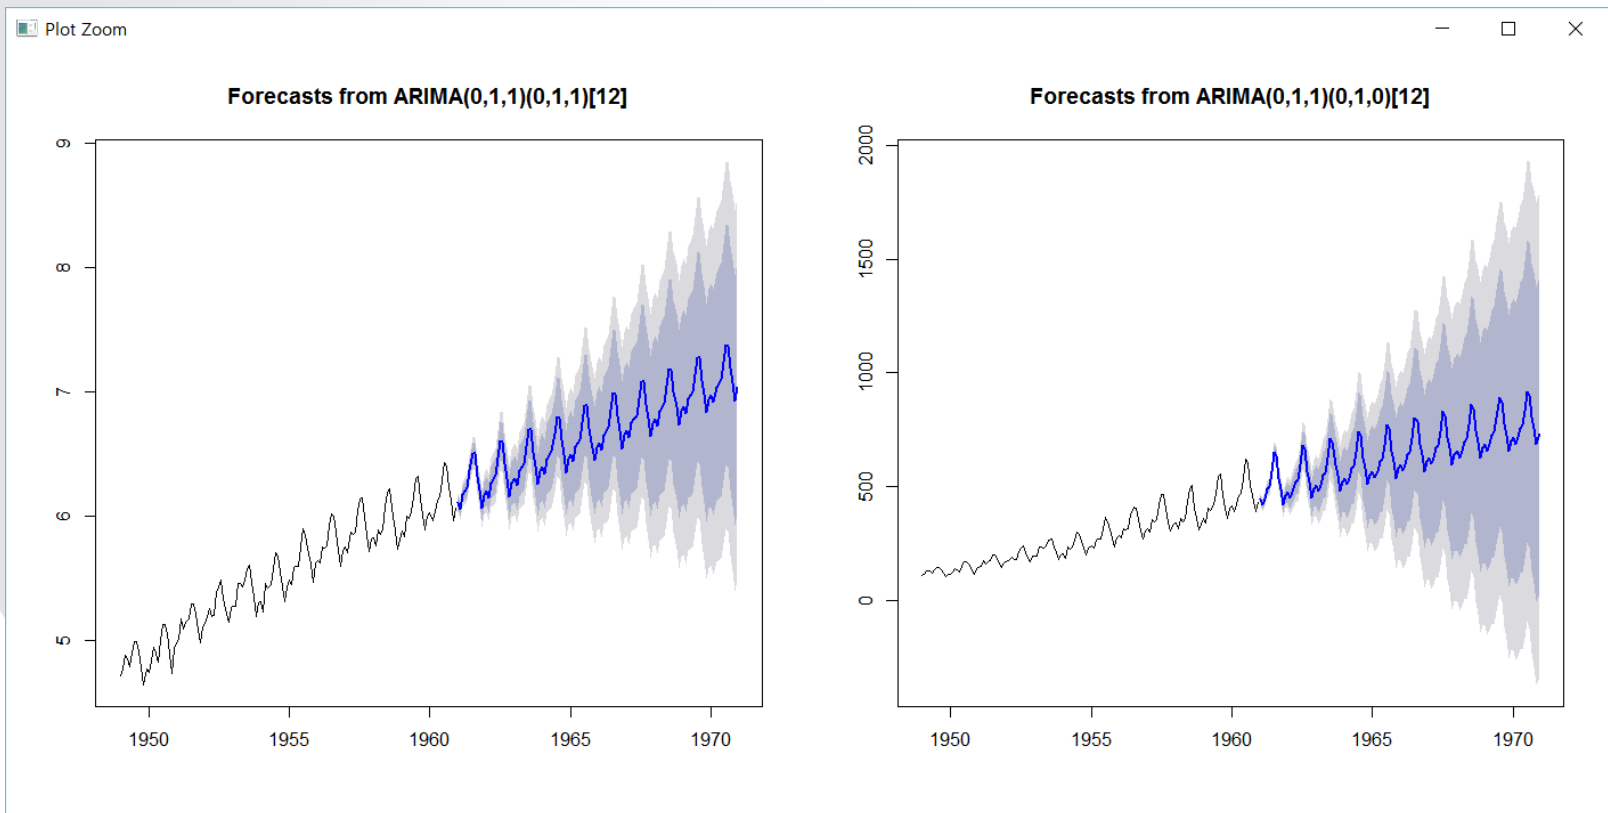 Plot Zoom
Forecasts from ARIMA(0,1,1)(0,1,1)[12]
9
8
7
6
5
1950 1955 1960 1965 1970
Forecasts from ARIMA(0,1,1)(0,1,0)[12]
2000
1500
1000
500
0
1950 1955 1960 1965 1970